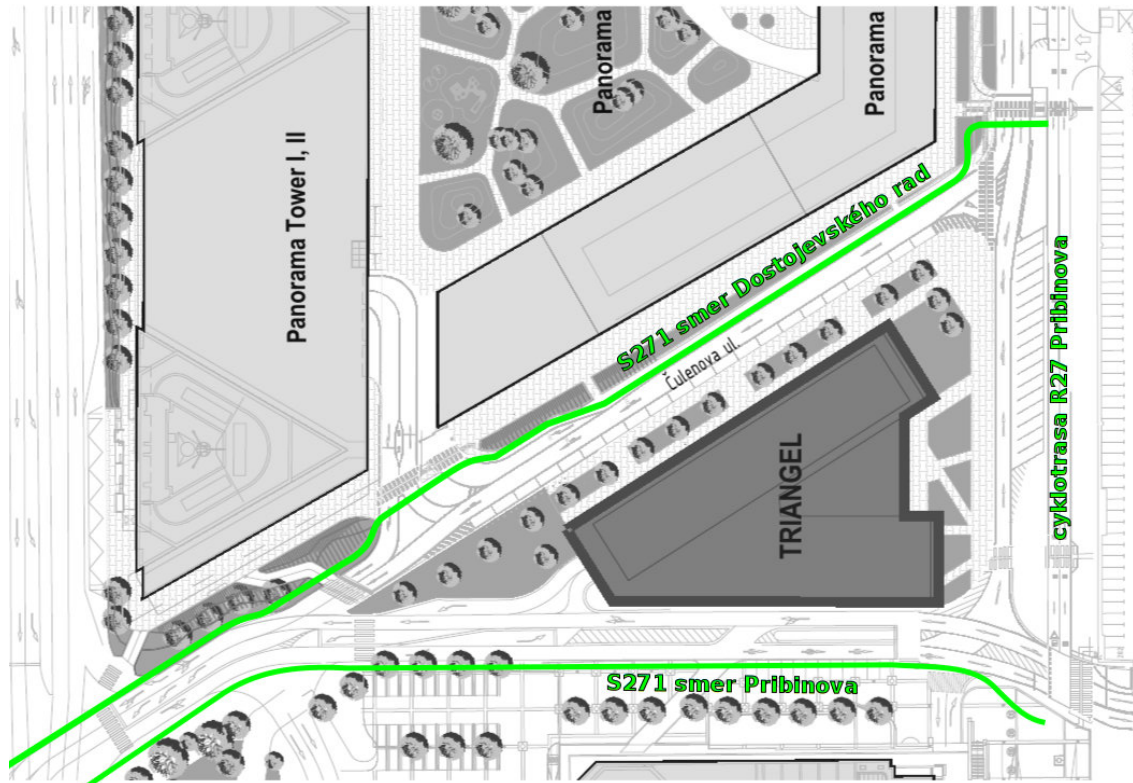 Panorama Tower I, II
Panorama
Panorama
S271 smer Dostojevského rad
Čulenova ul.
TRIANGEL
cyklotrasa R27 Pribinova
S271 smer Pribinova